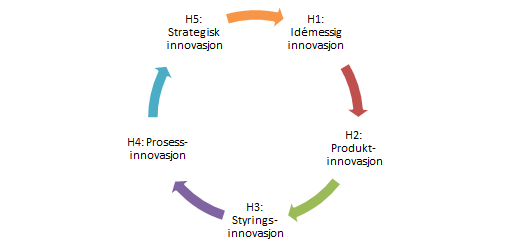 H5:
Strategisk
innovasjon
H1:
Idémessig
innovasjon
H2:
Produkt-
innovasjon
H3:
Styrings-
innovasjon
H4: Prosess-
innovasjon